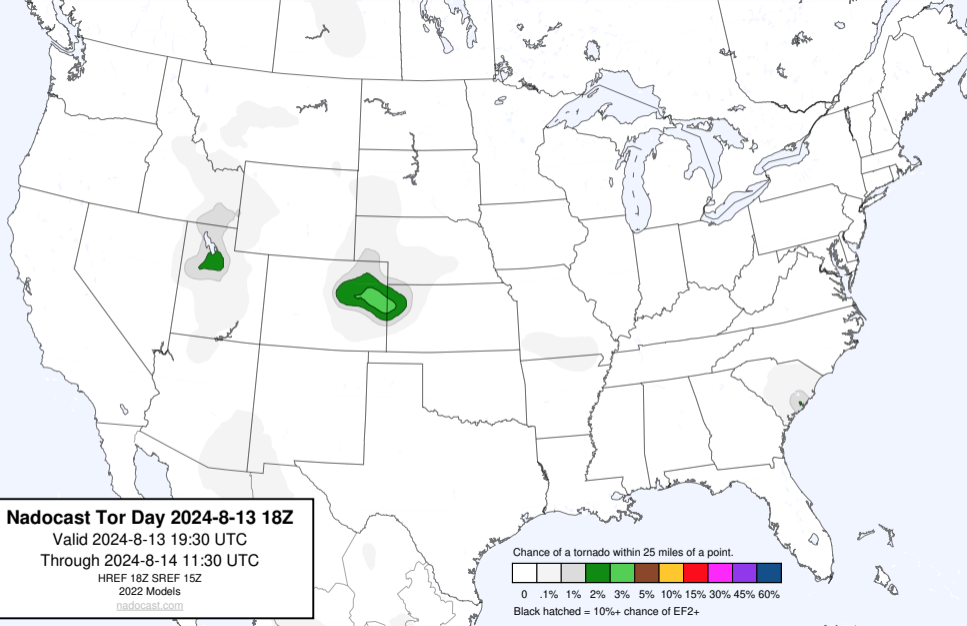 Nadocast Tor Day 2024-8-13 18Z
Valid 2024-8-13 19:30 UTC
Through 2024-8-14 11:30 UTC
HREF 18Z SREF 15Z
2022 Models
nadocast.com
Chance of a tornado within 25 miles of a point.
0 .1% 1% 2% 3% 5% 10% 15% 30% 45% 60%
Black hatched = 10%+ chance of EF2+